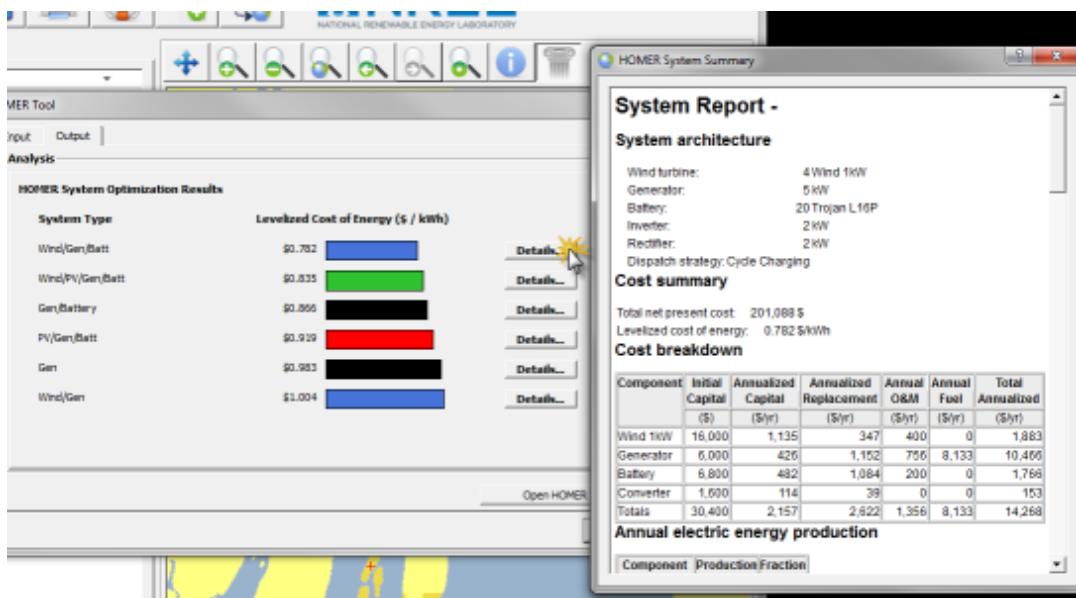 NATIONAL RENEWABLE ENERGY LABORATORY
MER Tool
Input Output
Analysis
HOMER System Optimization Results
System Type Levelized Cost of Energy ($ / kWh)
Wind/Gen/Batt $0.782 Details...
Wind/PV/Gen/Batt $0.835 Details...
Gen/Battery $0.866 Details...
PV/Gen/Batt $0.919 Details...
Gen $0.983 Details...
Wind/Gen $1.004 Details...
Open HOMER
HOMER System Summary
System Report -
System architecture
Wind turbine: 4 Wind 1kW
Generator: 5 kW
Battery: 20 Trojan L16P
Inverter: 2 kW
Rectifier: 2 kW
Dispatch strategy: Cycle Charging
Cost summary
Total net present cost: 201,088 $
Levelized cost of energy: 0.782 $/kWh
Cost breakdown
Component Initial Capital Annualized Capital Annualized Replacement Annual O&M Annual Fuel Total Annualized
($) ($/yr) ($/yr) ($/yr) ($/yr) ($/yr)
Wind 1kW 16,000 1,135 347 400 0 1,883
Generator 6,000 426 1,152 756 8,133 10,466
Battery 6,800 482 1,084 200 0 1,766
Converter 1,600 114 39 0 0 153
Totals 30,400 2,157 2,622 1,356 8,133 14,268
Annual electric energy production
Component Production Fraction